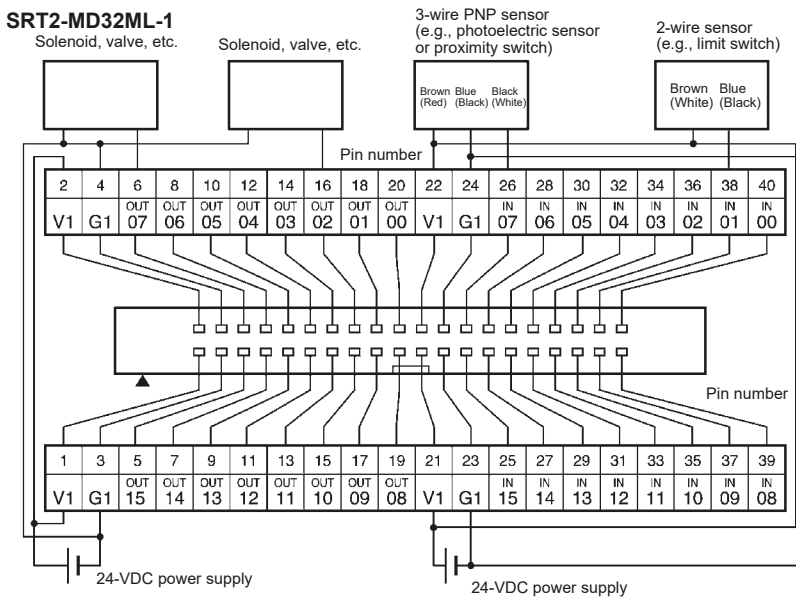 SRT2-MD32ML-1
Solenoid, valve, etc.
Solenoid, valve, etc.
3-wire PNP sensor
(e.g., photoelectric sensor
or proximity switch)
2-wire sensor
(e.g., limit switch)
Brown Blue Black
(Red) (Black) (White)
Brown Blue
(White) (Black)
Pin number
2 4 6 8 10 12 14 16 18 20 22 24 26 28 30 32 34 36 38 40
OUT OUT OUT OUT OUT OUT OUT OUT IN IN IN IN IN IN IN IN
V1 G1 07 06 05 04 03 02 01 00 V1 G1 07 06 05 04 03 02 01 00
Pin number
1 3 5 7 9 11 13 15 17 19 21 23 25 27 29 31 33 35 37 39
OUT OUT OUT OUT OUT OUT OUT OUT IN IN IN IN IN IN IN IN
V1 G1 15 14 13 12 11 10 09 08 V1 G1 15 14 13 12 11 10 09 08
24-VDC power supply
24-VDC power supply